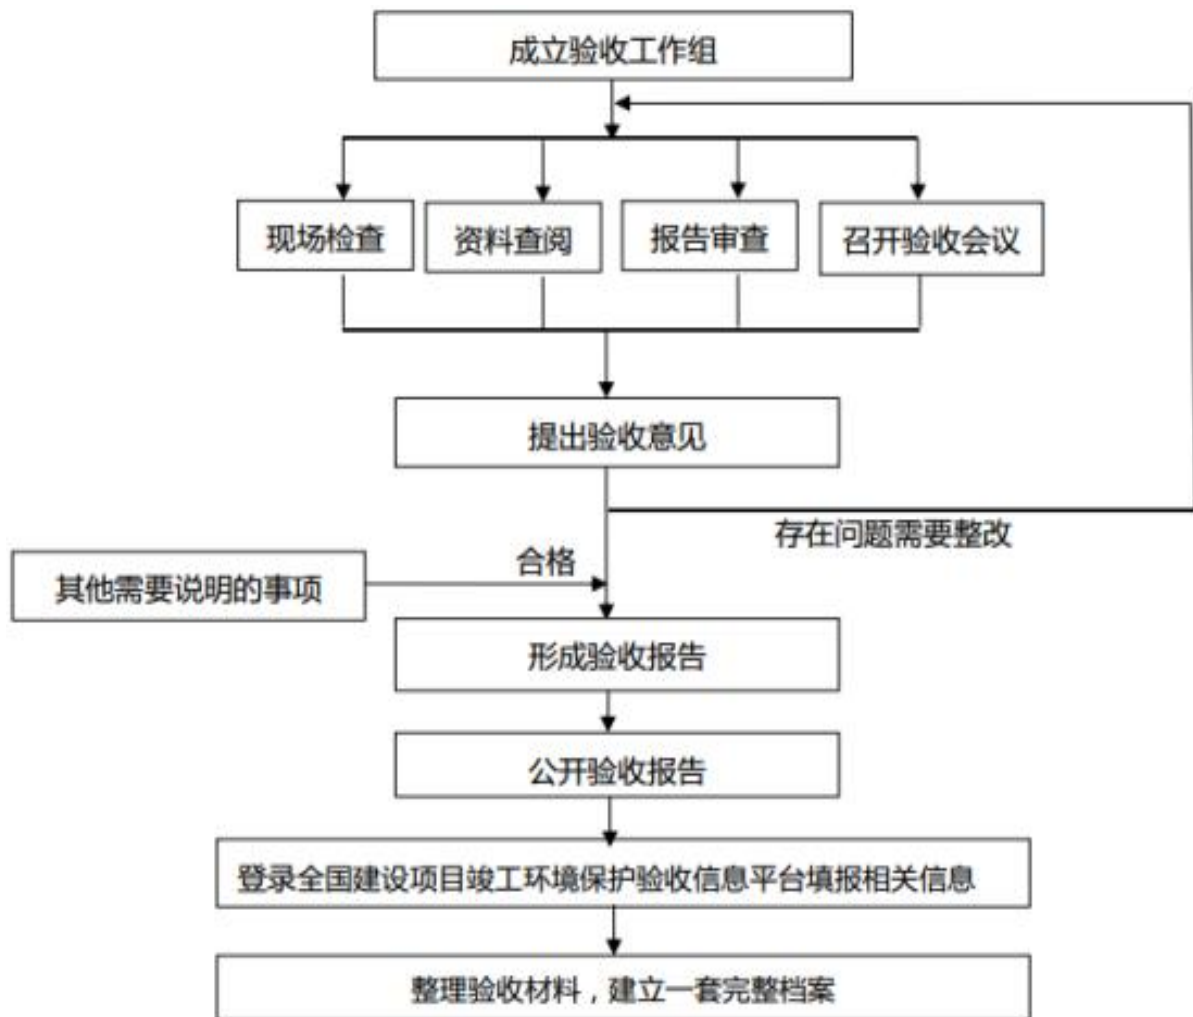 成立验收工作组
现场检查
资料查阅
报告审查
召开验收会议
提出验收意见
存在问题需要整改
合格
其他需要说明的事项
形成验收报告
公开验收报告
登录全国建设项目竣工环境保护验收信息平台填报相关信息
整理验收材料，建立一套完整档案